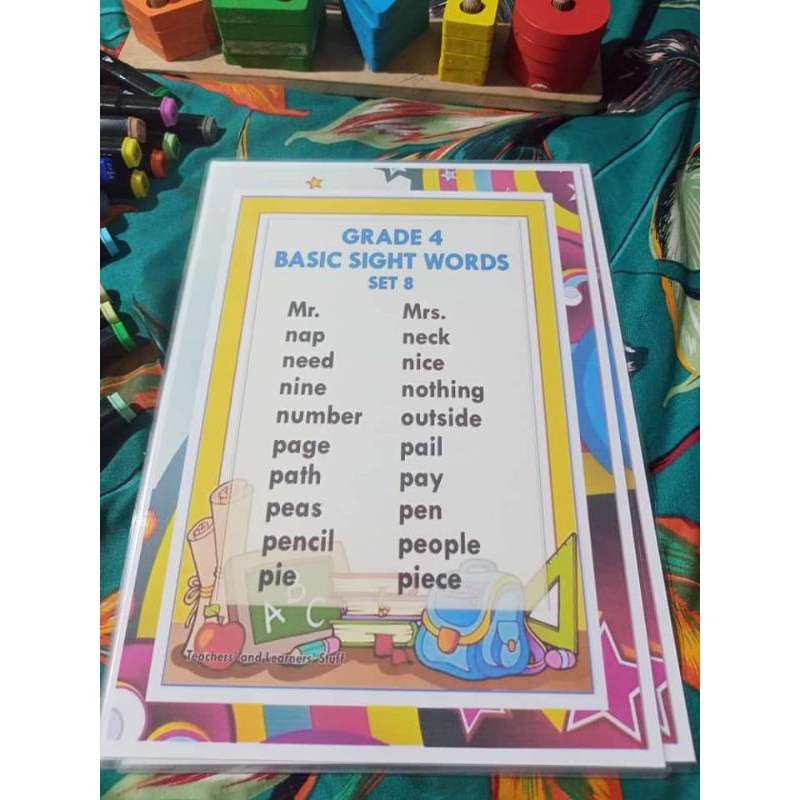 GRADE 4
BASIC SIGHT WORDS
SET 8
Mr. Mrs.
nap neck
need nice
nine nothing
number outside
page pail
path pay
peas pen
pencil people
pie piece
A B C
Teachers' and Learners' Stuff